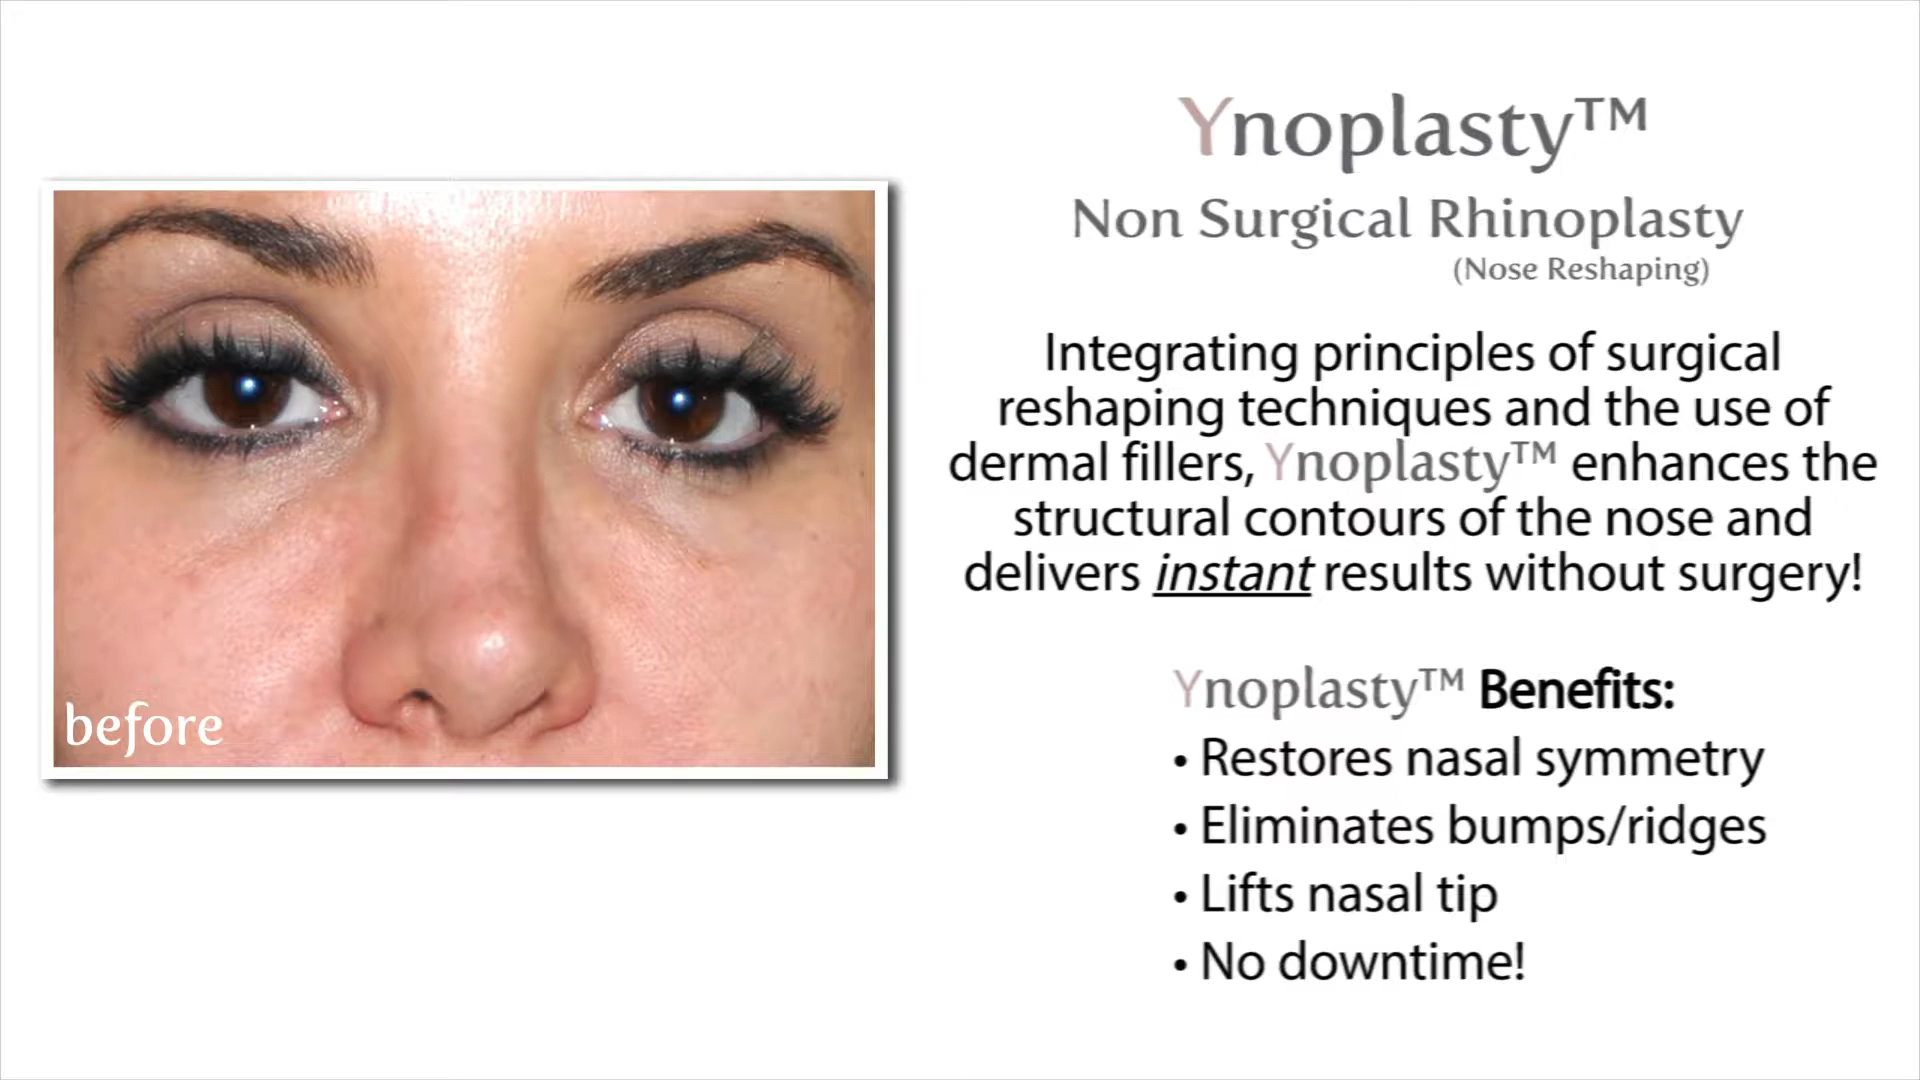 Ynoplasty™
Non Surgical Rhinoplasty
(Nose Reshaping)
Integrating principles of surgical
reshaping techniques and the use of
dermal fillers, Ynoplasty™ enhances the
structural contours of the nose and
delivers instant results without surgery!
Ynoplasty™ Benefits:
• Restores nasal symmetry
• Eliminates bumps/ridges
• Lifts nasal tip
• No downtime!
before